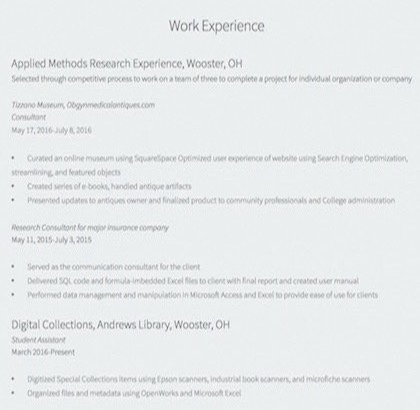 Work Experience
Applied Methods Research Experience, Wooster, OH
Selected through competitive process to work on a team of three to complete a project for individual organization or company
Tizzano Museum, Obgynmedicalantiques.com
Consultant
May 17, 2016-July 8, 2016
• Curated an online museum using SquareSpace Optimized user experience of website using Search Engine Optimization,
streamlining, and featured objects
• Created series of e-books, handled antique artifacts
• Presented updates to antiques owner and finalized product to community professionals and College administration
Research Consultant for major insurance company
May 11, 2015-July 3, 2015
• Served as the communication consultant for the client
• Delivered SQL code and formula-imbedded Excel files to client with final report and created user manual
• Performed data management and manipulation in Microsoft Access and Excel to provide ease of use for clients
Digital Collections, Andrews Library, Wooster, OH
Student Assistant
March 2016-Present
• Digitized Special Collections items using Epson scanners, industrial book scanners, and microfiche scanners
• Organized files and metadata using OpenWorks and Microsoft Excel